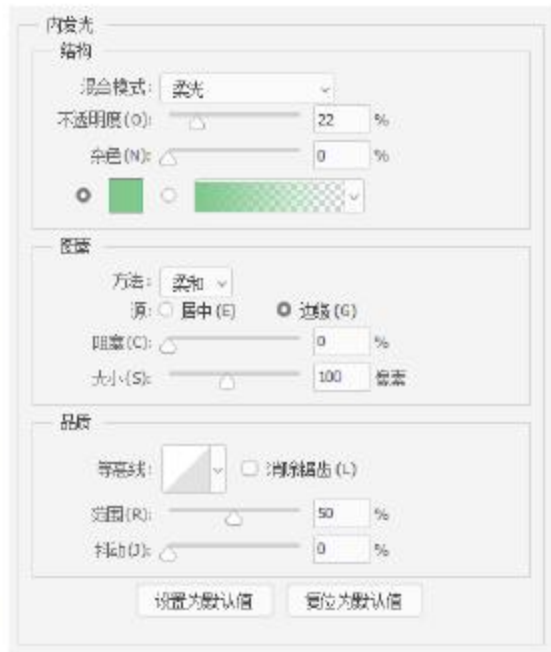 内发光
结构
混合模式: 柔光
不透明度(O): 22 %
杂色(N): 0 %
图素
方法: 柔和
源: 居中(E) 边缘(G)
阻塞(C): 0 %
大小(S): 100 像素
品质
等高线: 消除锯齿(L)
范围(R): 50 %
抖动(J): 0 %
设置为默认值 复位为默认值